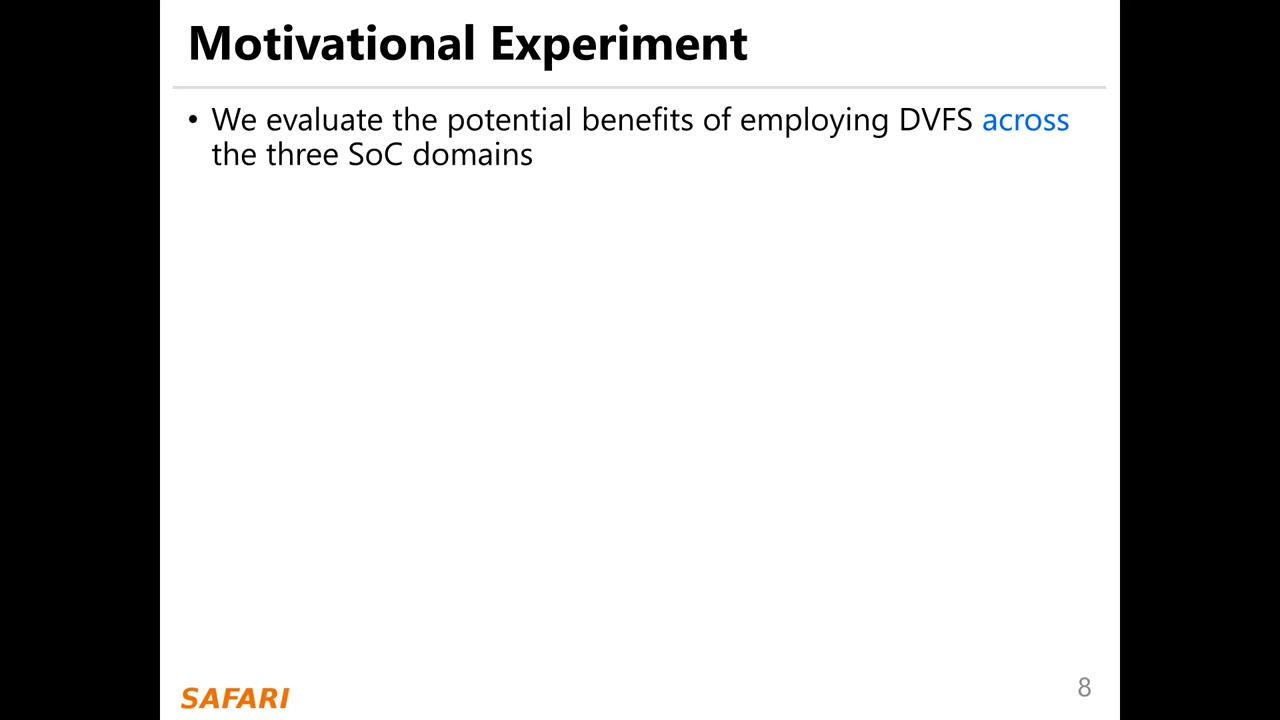 Motivational Experiment
• We evaluate the potential benefits of employing DVFS across
the three SoC domains
SAFARI
8